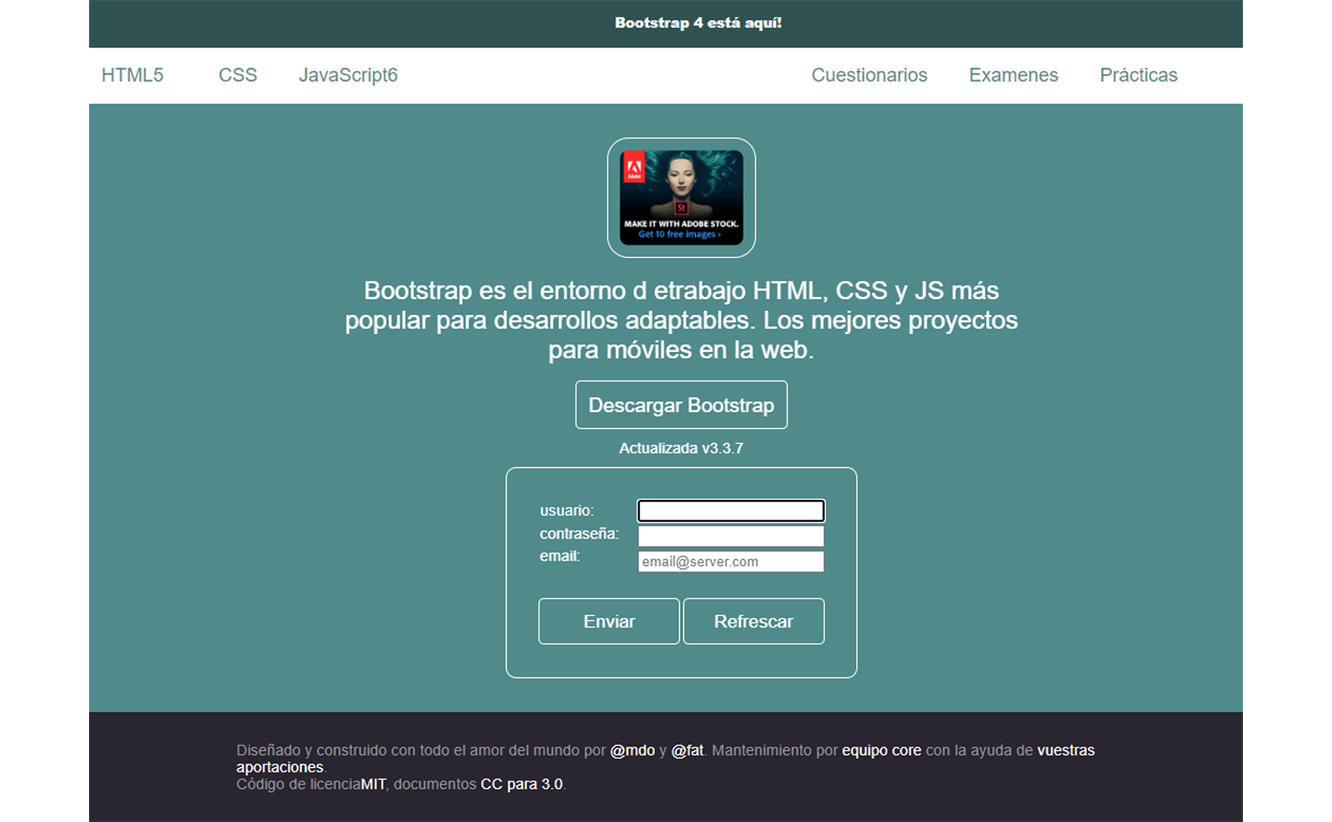 Bootstrap 4 está aquí!
HTML5 CSS JavaScript6 Cuestionarios Examenes Prácticas
Adobe
St
MAKE IT WITH ADOBE STOCK.
Get 10 free images ›
Bootstrap es el entorno d etrabajo HTML, CSS y JS más
popular para desarrollos adaptables. Los mejores proyectos
para móviles en la web.
Descargar Bootstrap
Actualizada v3.3.7
usuario:
contraseña:
email: email@server.com
Enviar Refrescar
Diseñado y construido con todo el amor del mundo por @mdo y @fat. Mantenimiento por equipo core con la ayuda de vuestras
aportaciones.
Código de licenciaMIT, documentos CC para 3.0.